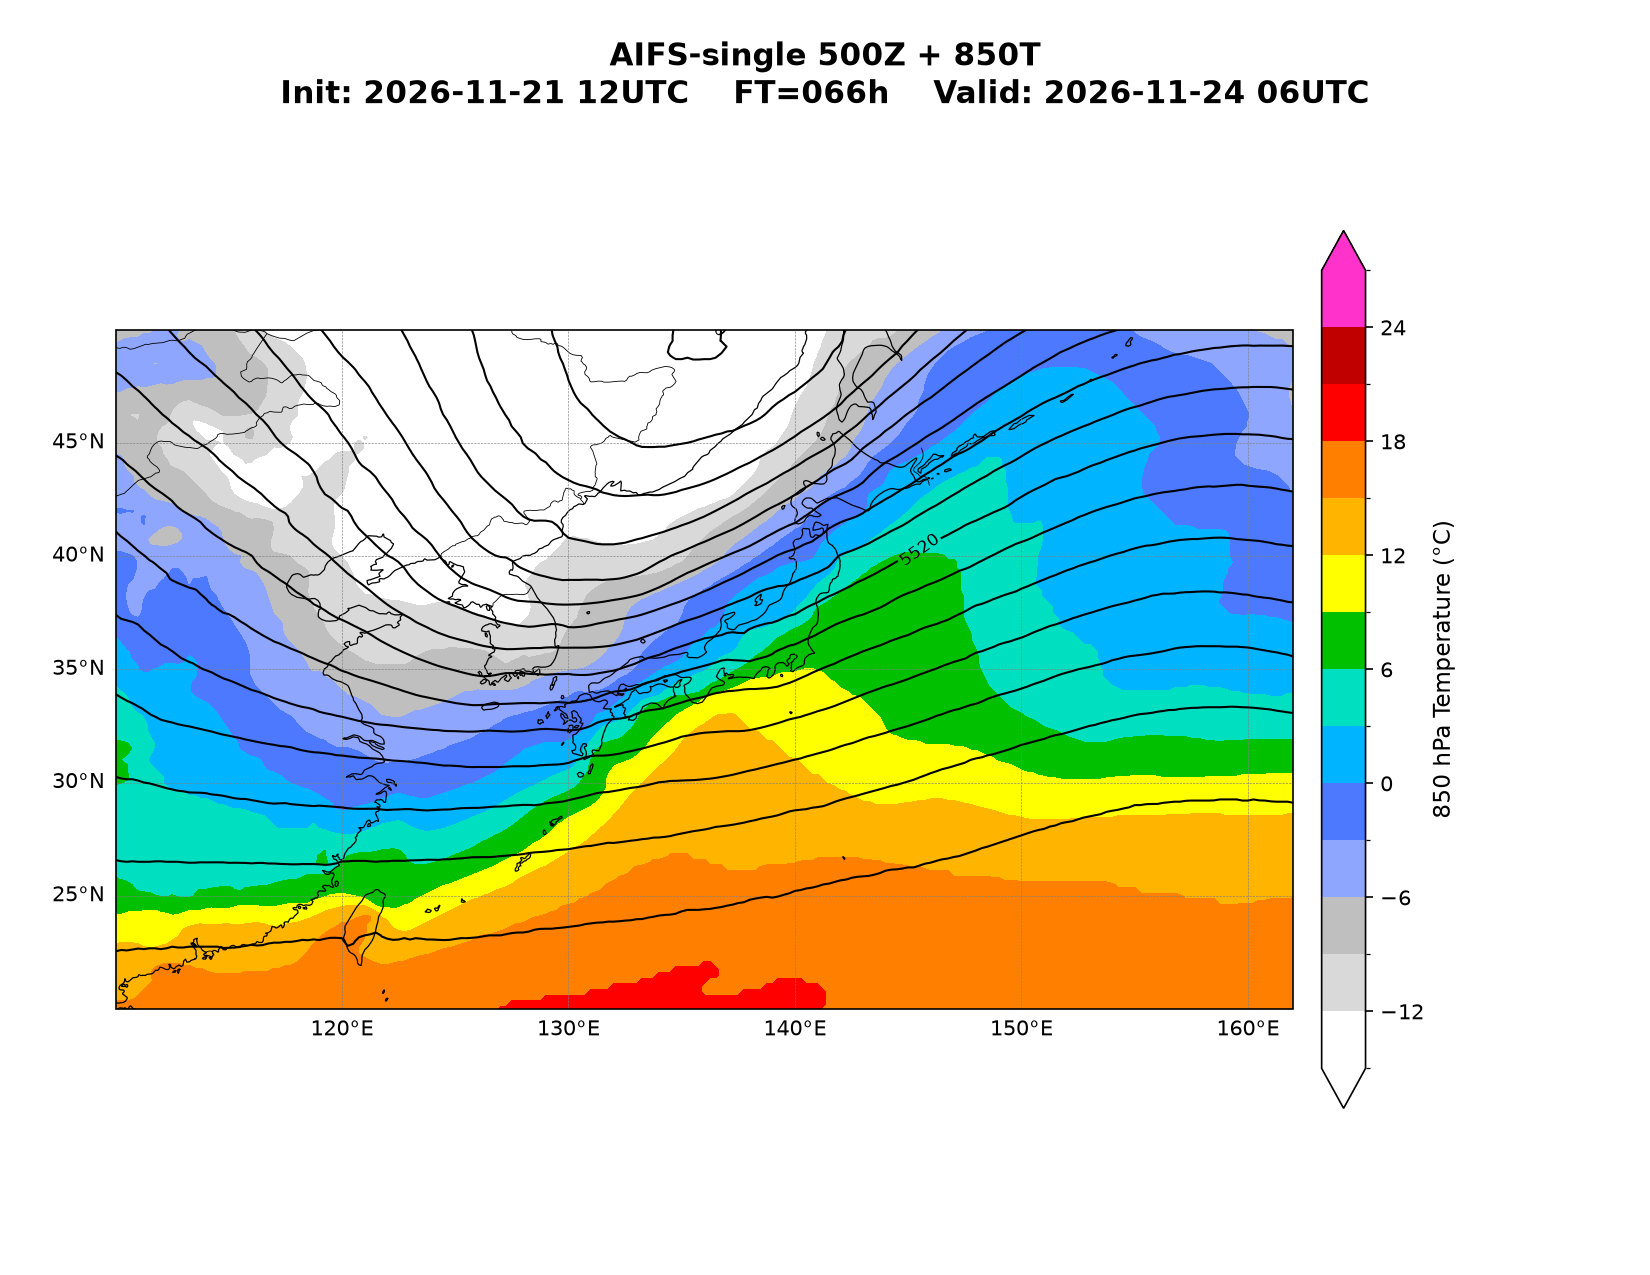 AIFS-single 500Z + 850T
Init: 2026-11-21 12UTC    FT=066h    Valid: 2026-11-24 06UTC
45°N
40°N
35°N
30°N
25°N
120°E
130°E
140°E
150°E
160°E
5520
24
18
12
6
0
−6
−12
850 hPa Temperature (°C)